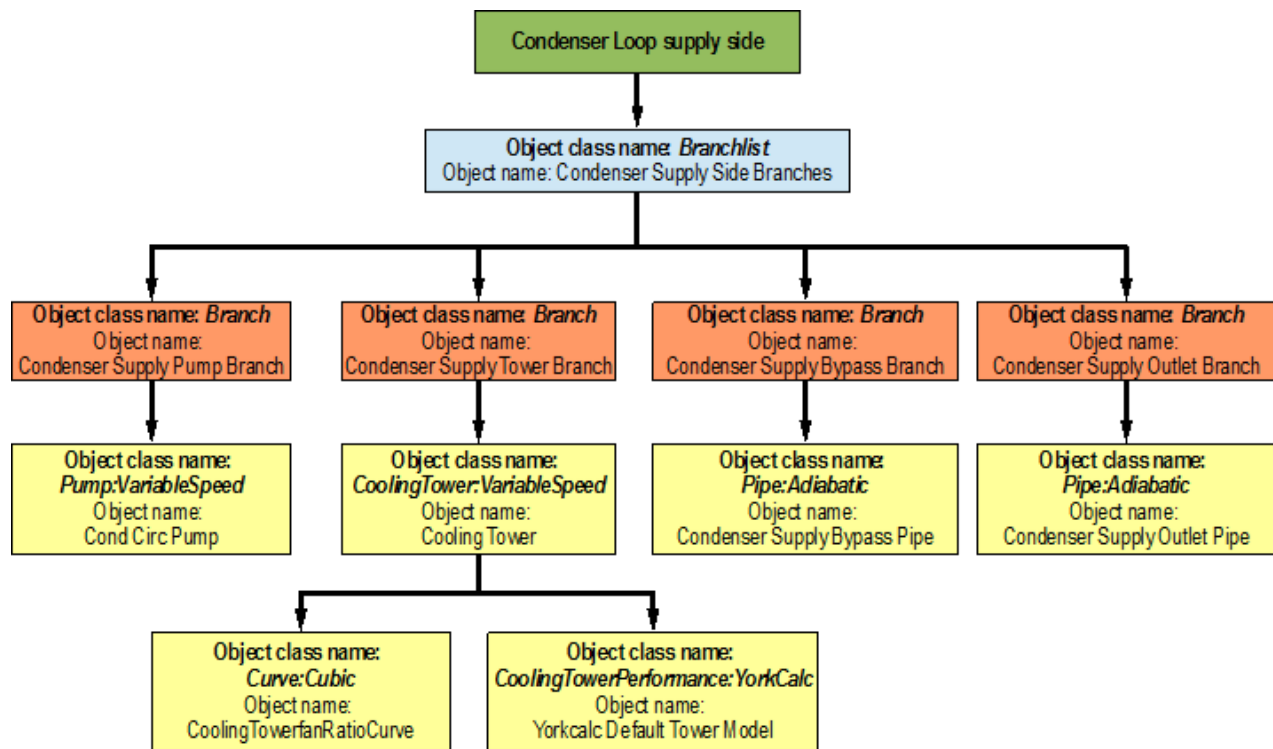 Condenser Loop supply side
Object class name: Branchlist
Object name: Condenser Supply Side Branches
Object class name: Branch
Object name:
Condenser Supply Pump Branch
Object class name: Branch
Object name:
Condenser Supply Tower Branch
Object class name: Branch
Object name:
Condenser Supply Bypass Branch
Object class name: Branch
Object name:
Condenser Supply Outlet Branch
Object class name:
Pump:VariableSpeed
Object name:
Cond Circ Pump
Object class name:
CoolingTower:VariableSpeed
Object name:
Cooling Tower
Object class name:
Pipe:Adiabatic
Object name:
Condenser Supply Bypass Pipe
Object class name:
Pipe:Adiabatic
Object name:
Condenser Supply Outlet Pipe
Object class name:
Curve:Cubic
Object name:
CoolingTowerfanRatioCurve
Object class name:
CoolingTowerPerformance:YorkCalc
Object name:
Yorkcalc Default Tower Model